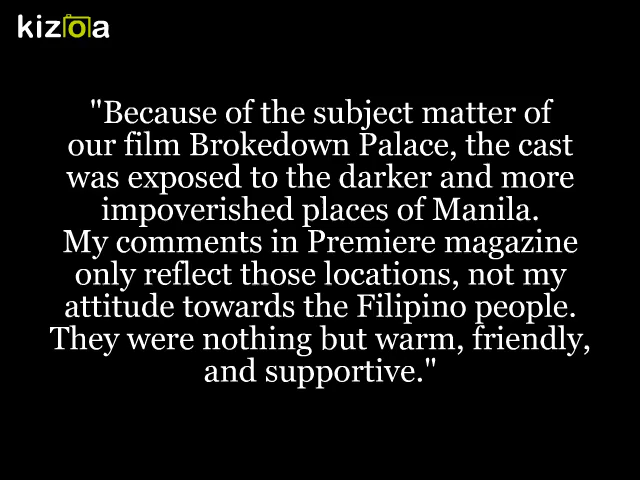 kizoa
"Because of the subject matter of
our film Brokedown Palace, the cast
was exposed to the darker and more
impoverished places of Manila.
My comments in Premiere magazine
only reflect those locations, not my
attitude towards the Filipino people.
They were nothing but warm, friendly,
and supportive."